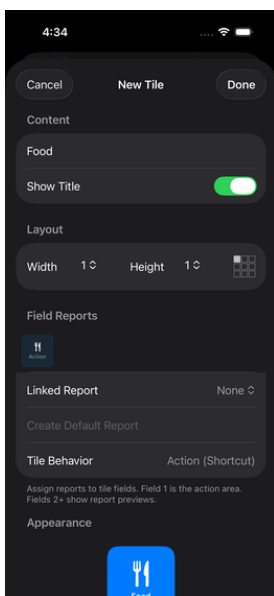 4:34
Cancel New Tile Done
Content
Food
Show Title
Layout
Width 1 Height 1
Field Reports
Action
Linked Report None
Create Default Report
Tile Behavior Action (Shortcut)
Assign reports to tile fields. Field 1 is the action area.
Fields 2+ show report previews.
Appearance
Food